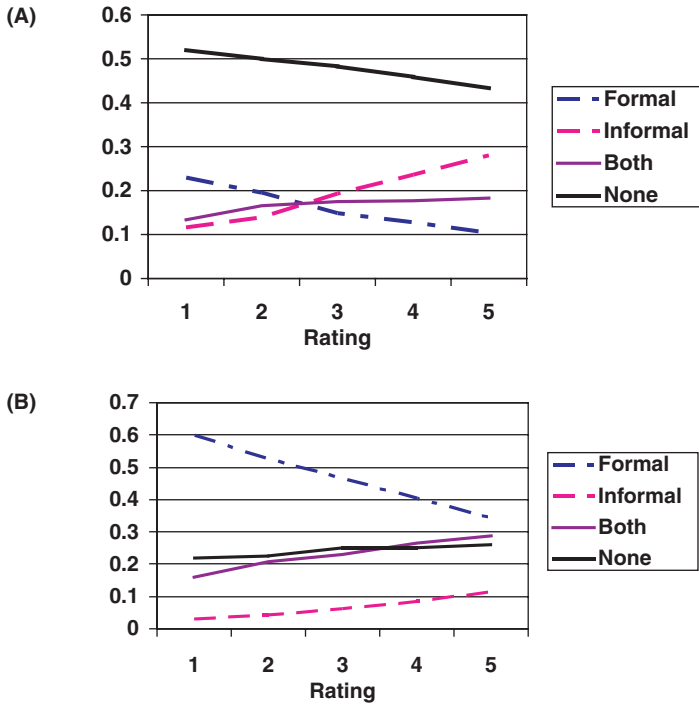 (A)
0.6
0.5
0.4
0.3
0.2
0.1
0
1 2 3 4 5
Rating
Formal
Informal
Both
None
(B)
0.7
0.6
0.5
0.4
0.3
0.2
0.1
0
1 2 3 4 5
Rating
Formal
Informal
Both
None